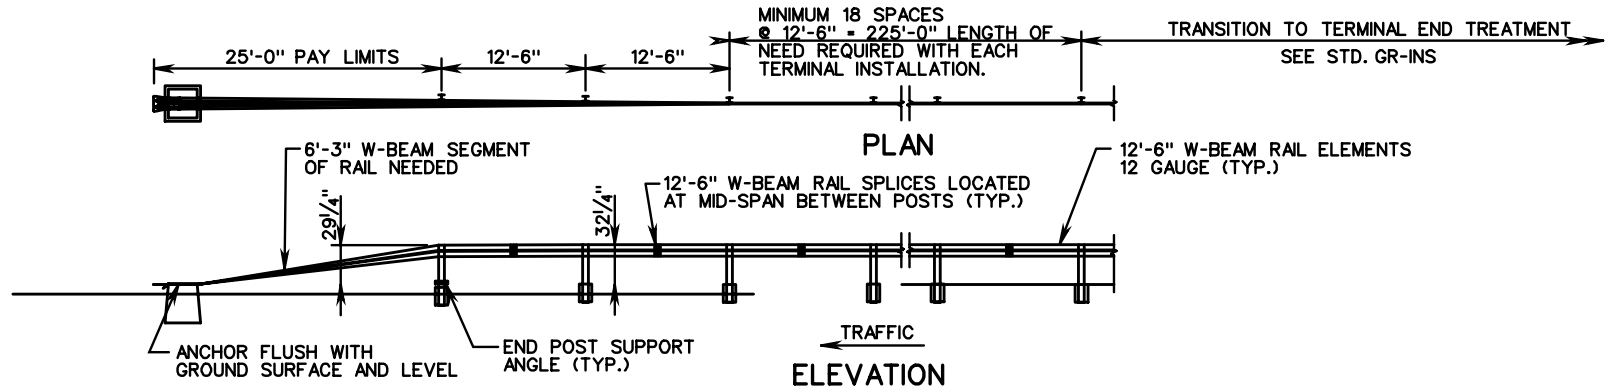 MINIMUM 18 SPACES
@ 12'-6" = 225'-0" LENGTH OF
NEED REQUIRED WITH EACH
TERMINAL INSTALLATION.
TRANSITION TO TERMINAL END TREATMENT
SEE STD. GR-INS
25'-0" PAY LIMITS
12'-6"
12'-6"
PLAN
6'-3" W-BEAM SEGMENT
OF RAIL NEEDED
12'-6" W-BEAM RAIL ELEMENTS
12 GAUGE (TYP.)
12'-6" W-BEAM RAIL SPLICES LOCATED
AT MID-SPAN BETWEEN POSTS (TYP.)
29¼"
32¼"
TRAFFIC
ANCHOR FLUSH WITH
GROUND SURFACE AND LEVEL
END POST SUPPORT
ANGLE (TYP.)
ELEVATION